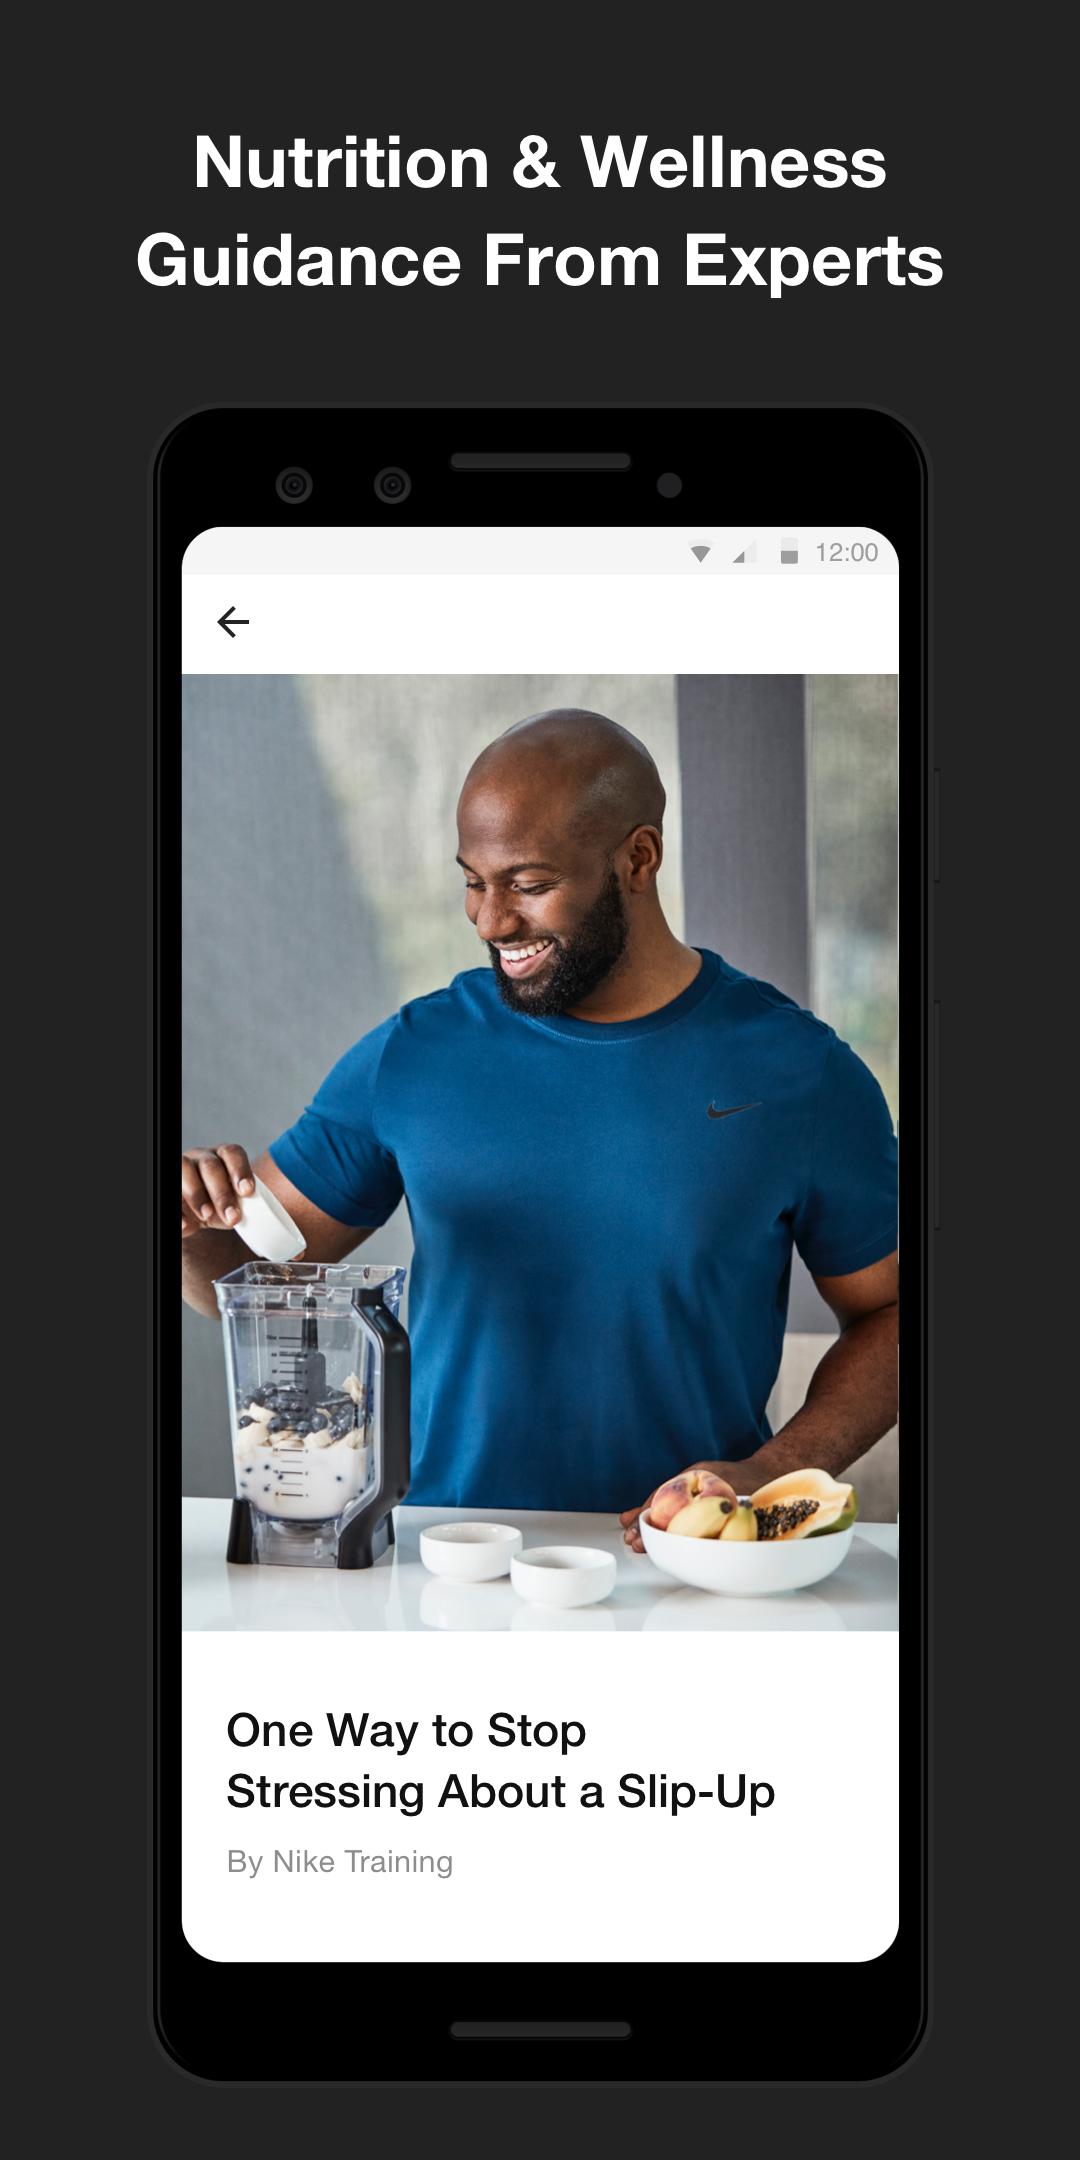 Nutrition & Wellness
Guidance From Experts
12:00
One Way to Stop
Stressing About a Slip-Up
By Nike Training